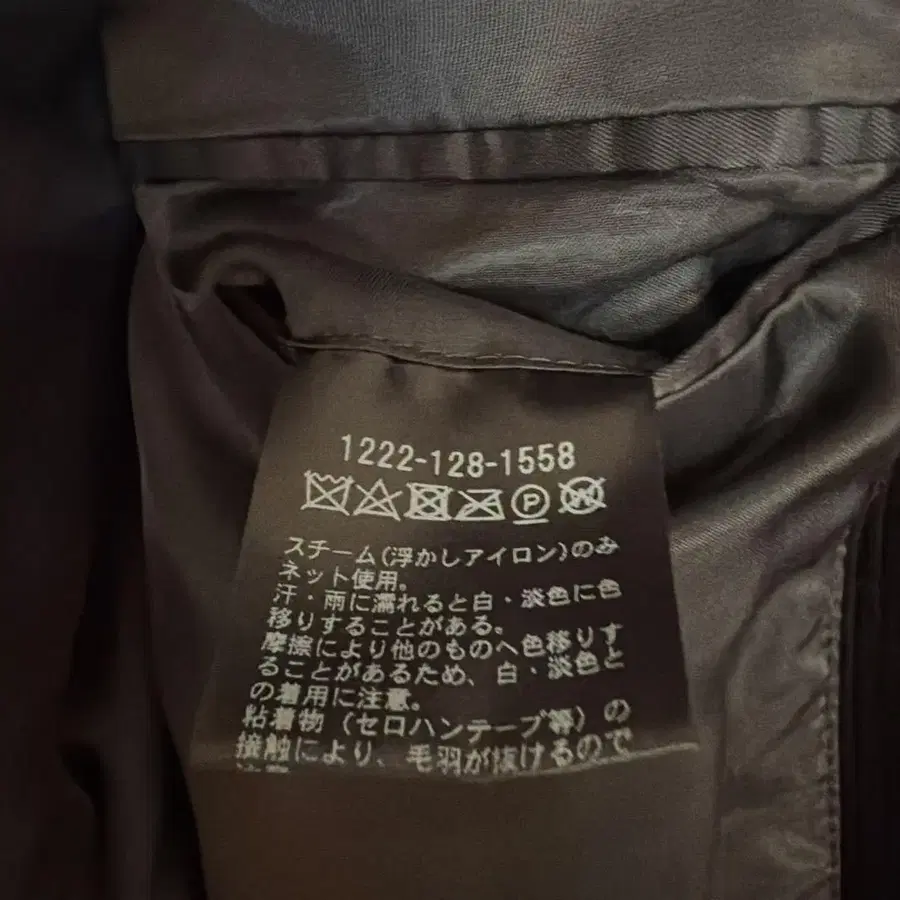 1222-128-1558
P W
スチーム(浮かしアイロン)のみ
ネット使用。
汗・雨に濡れると白・淡色に色
移りすることがある。
摩擦により他のものへ色移りす
ることがあるため、白・淡色と
の着用に注意。
粘着物(セロハンテープ等)の
接触により、毛羽が抜けるので